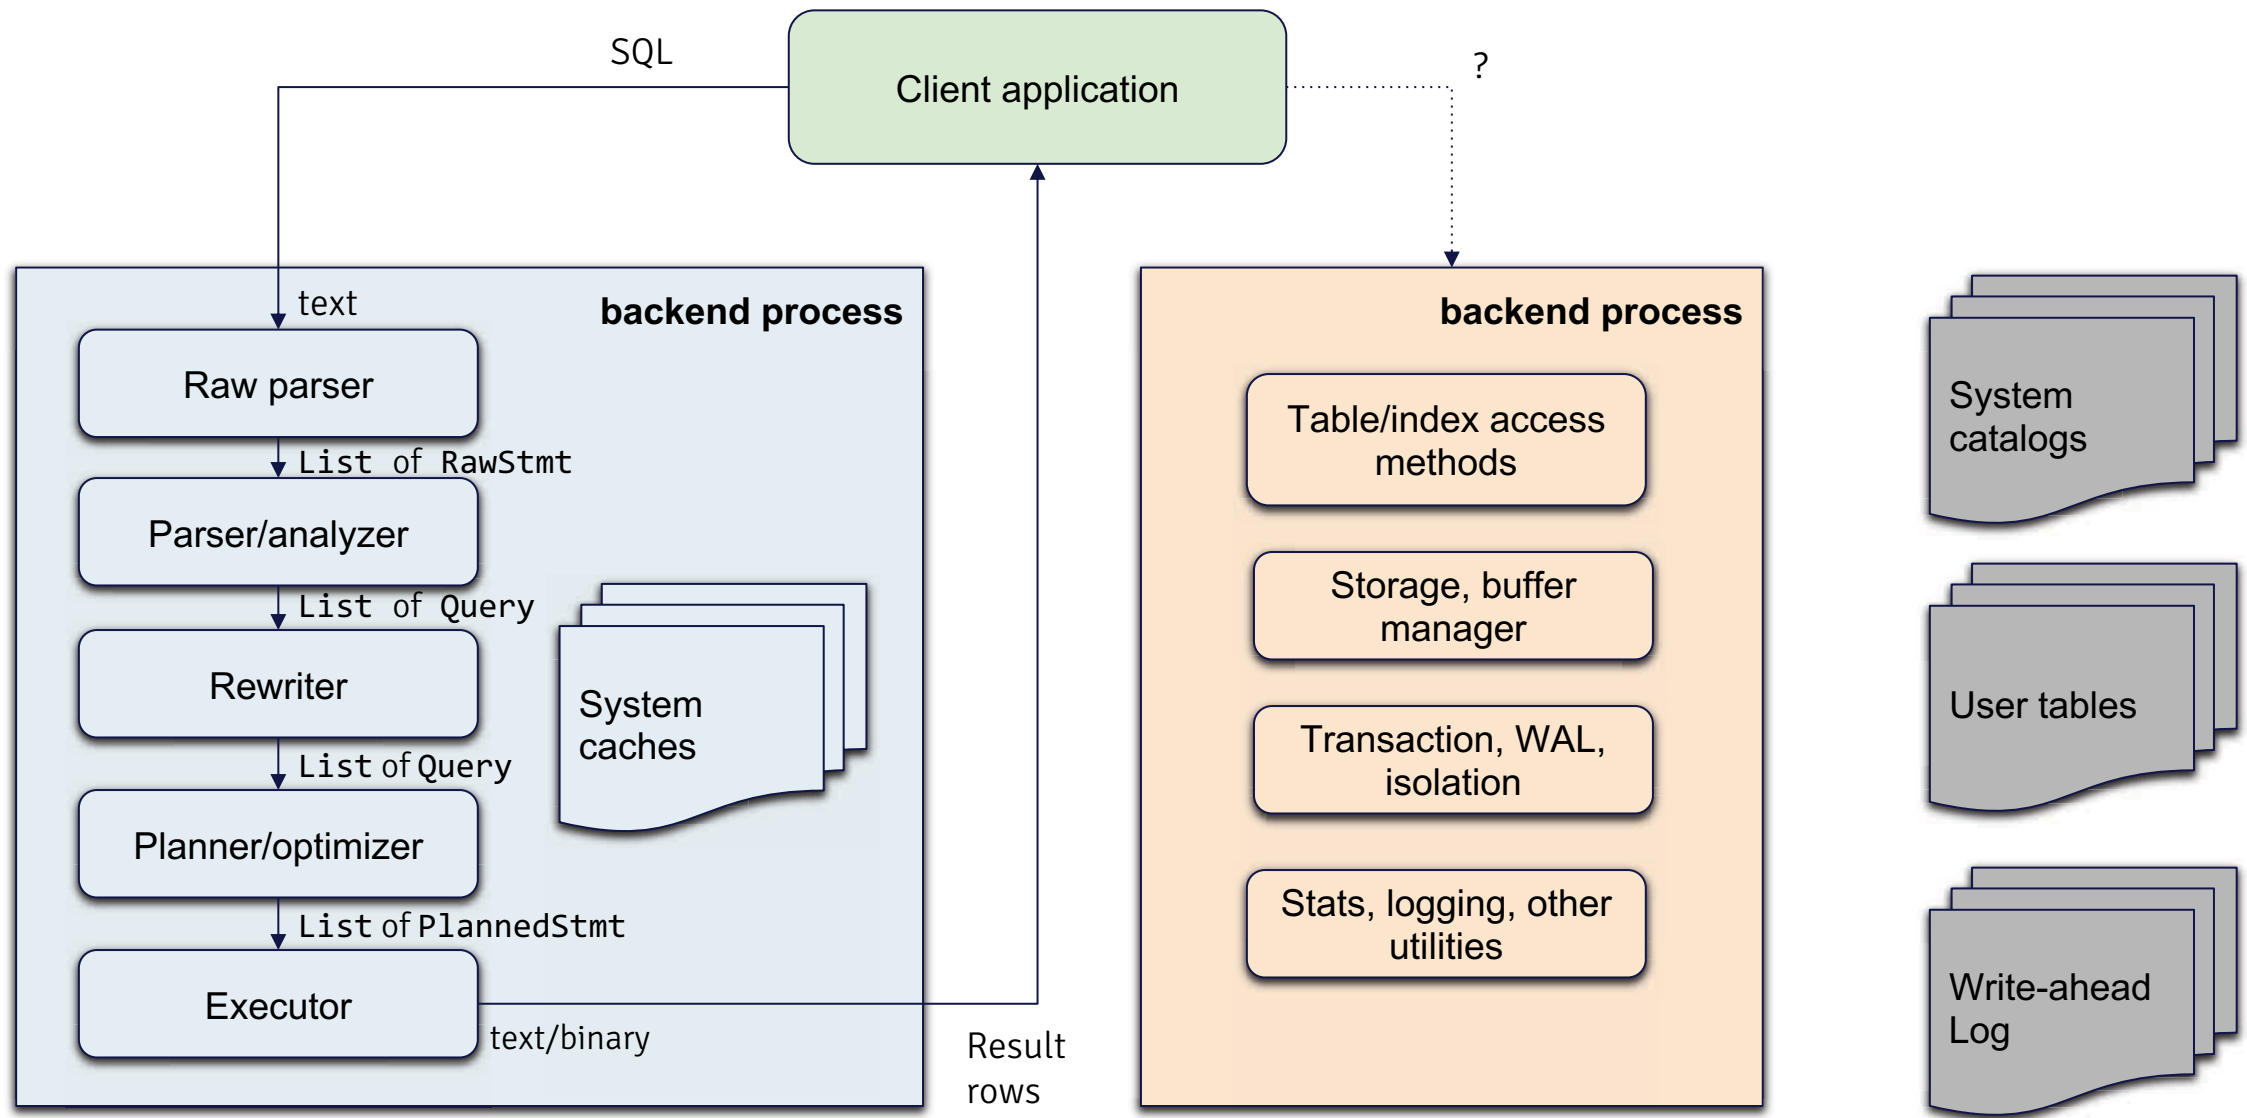 SQL
Client application
?
text
backend process
Raw parser
List of RawStmt
Parser/analyzer
List of Query
Rewriter
List of Query
Planner/optimizer
List of PlannedStmt
Executor
text/binary
System
caches
Result
rows
backend process
Table/index access
methods
Storage, buffer
manager
Transaction, WAL,
isolation
Stats, logging, other
utilities
System
catalogs
User tables
Write-ahead
Log